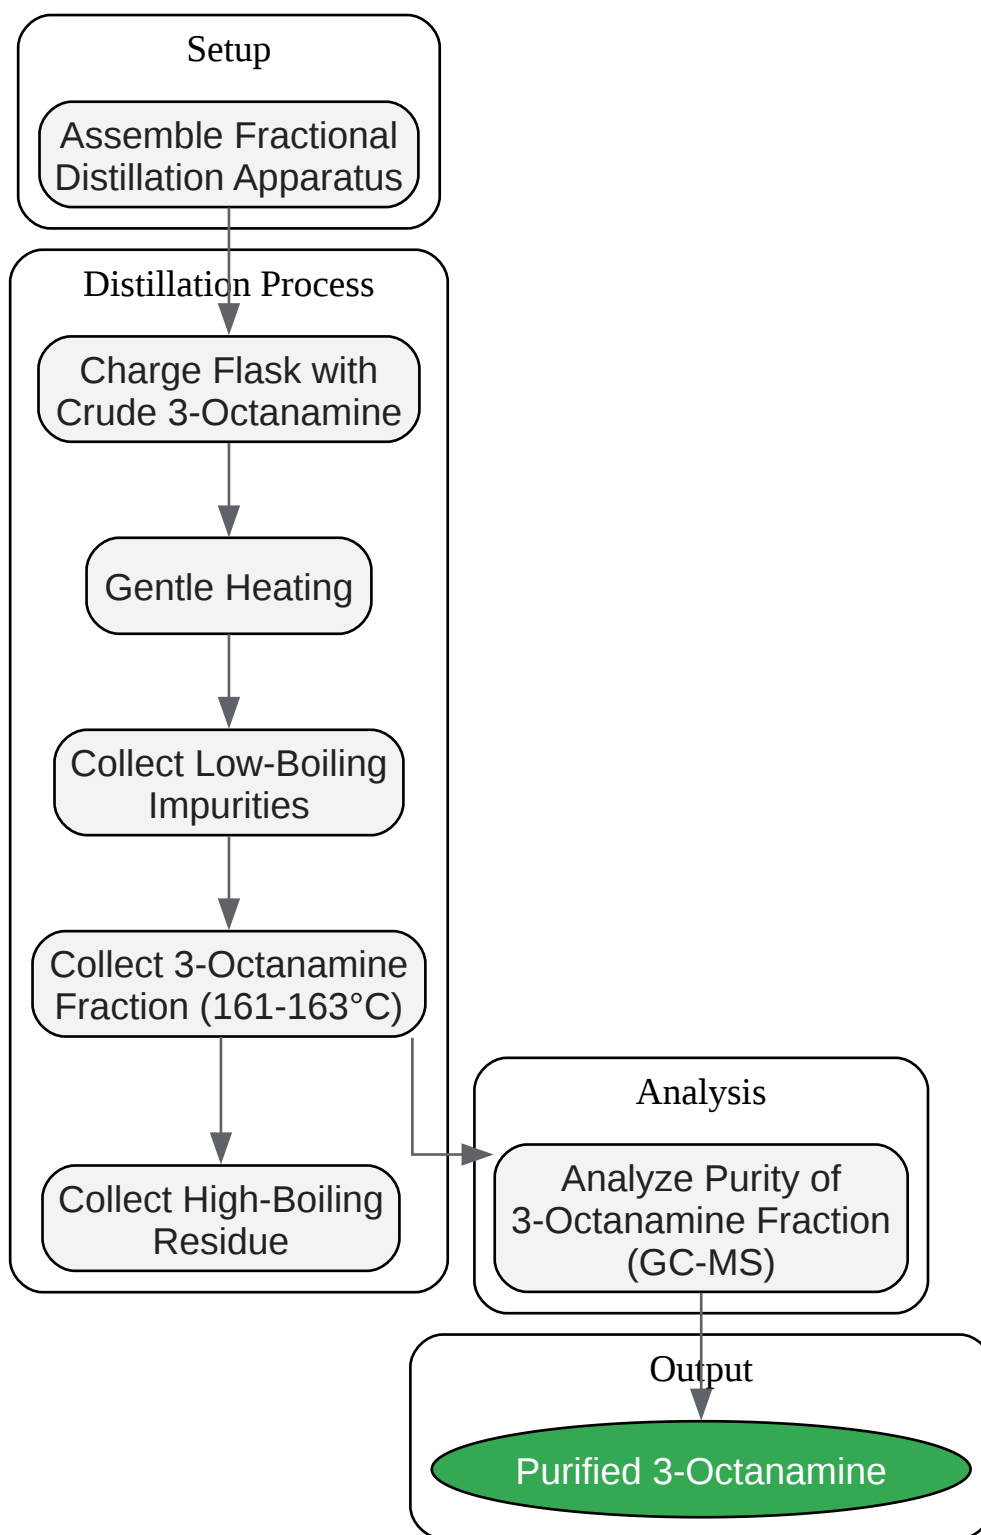 Setup
Assemble Fractional
Distillation Apparatus
Distillation Process
Charge Flask with
Crude 3-Octanamine
Gentle Heating
Collect Low-Boiling
Impurities
Collect 3-Octanamine
Fraction (161-163°C)
Collect High-Boiling
Residue
Analysis
Analyze Purity of
3-Octanamine Fraction
(GC-MS)
Output
Purified 3-Octanamine